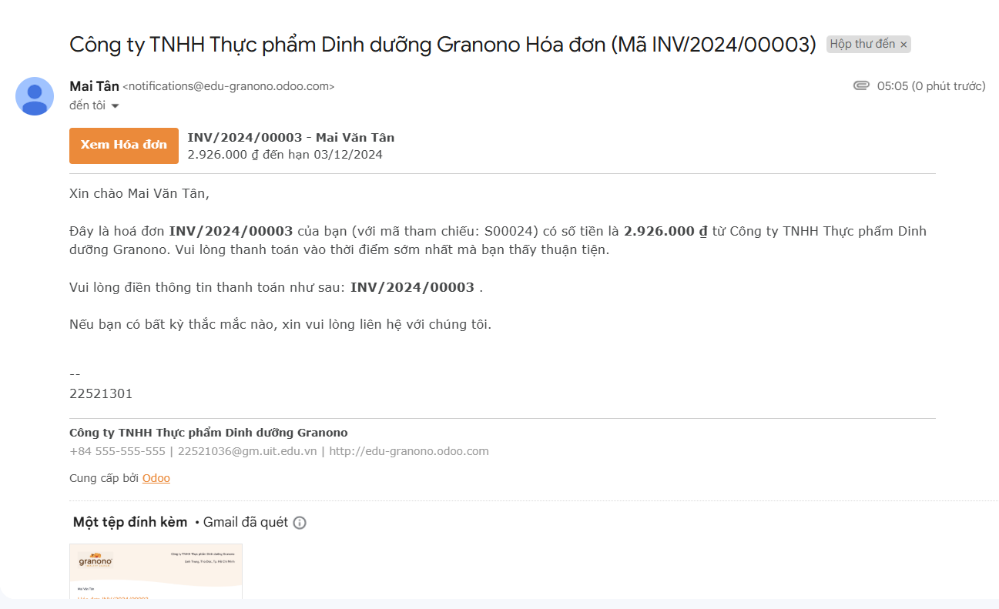 Công ty TNHH Thực phẩm Dinh dưỡng Granono Hóa đơn (Mã INV/2024/00003) Hộp thư đến ×
Mai Tân <notifications@edu-granono.odoo.com> 05:05 (0 phút trước)
đến tôi
Xem Hóa đơn
INV/2024/00003 - Mai Văn Tân
2.926.000 ₫ đến hạn 03/12/2024
Xin chào Mai Văn Tân,
Đây là hoá đơn INV/2024/00003 của bạn (với mã tham chiếu: S00024) có số tiền là 2.926.000 ₫ từ Công ty TNHH Thực phẩm Dinh
dưỡng Granono. Vui lòng thanh toán vào thời điểm sớm nhất mà bạn thấy thuận tiện.
Vui lòng điền thông tin thanh toán như sau: INV/2024/00003 .
Nếu bạn có bất kỳ thắc mắc nào, xin vui lòng liên hệ với chúng tôi.
--
22521301
Công ty TNHH Thực phẩm Dinh dưỡng Granono
+84 555-555-555 | 22521036@gm.uit.edu.vn | http://edu-granono.odoo.com
Cung cấp bởi Odoo
Một tệp đính kèm • Gmail đã quét
granono
Công ty TNHH Thực phẩm Dinh dưỡng Granono
Linh Trung, Thủ Đức, Tp. Hồ Chí Minh
Mai Văn Tân
Hóa đơn INV/2024/00003